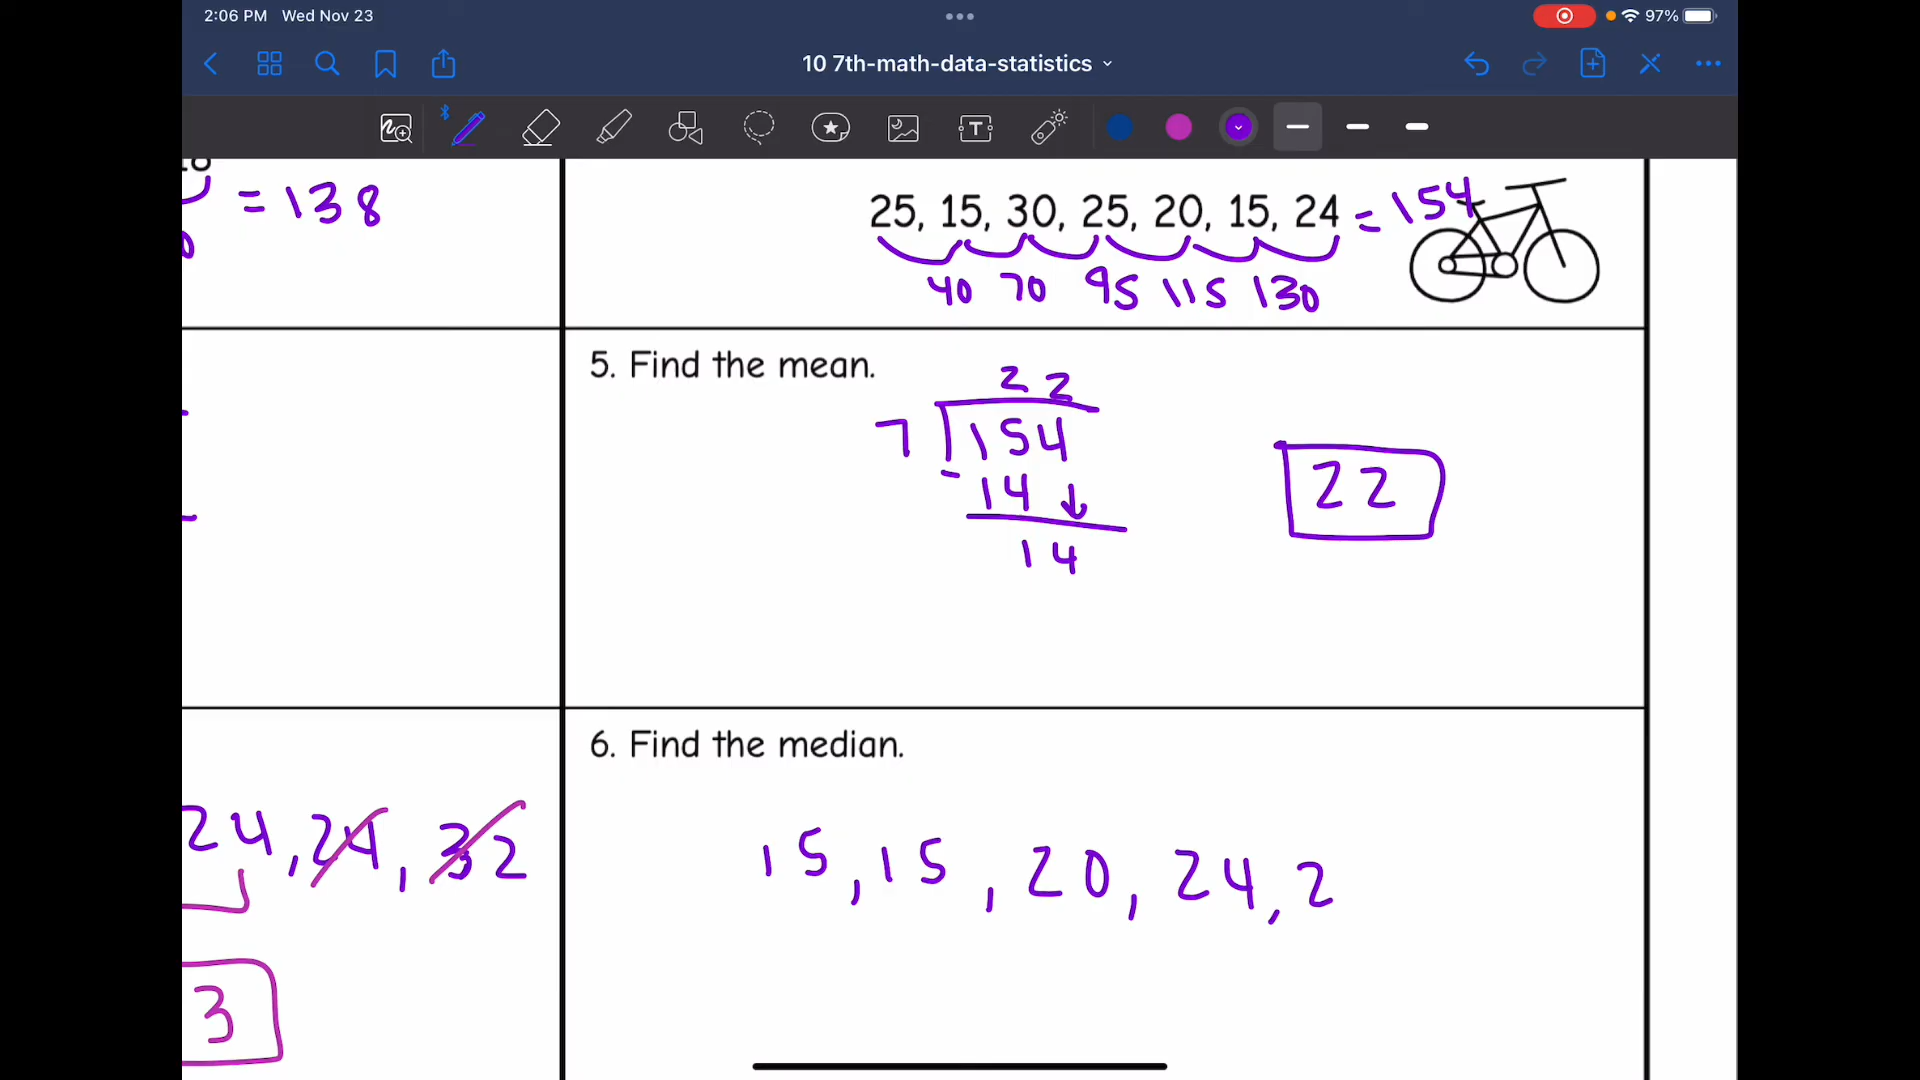 2:06 PM Wed Nov 23
97%
10 7th-math-data-statistics
T
= 138
25, 15, 30, 25, 20, 15, 24 = 154
40 70 95 115 130
5. Find the mean.
22
7 154
- 14
14
22
6. Find the median.
24, 24, 32
15, 15, 20, 24, 2
3